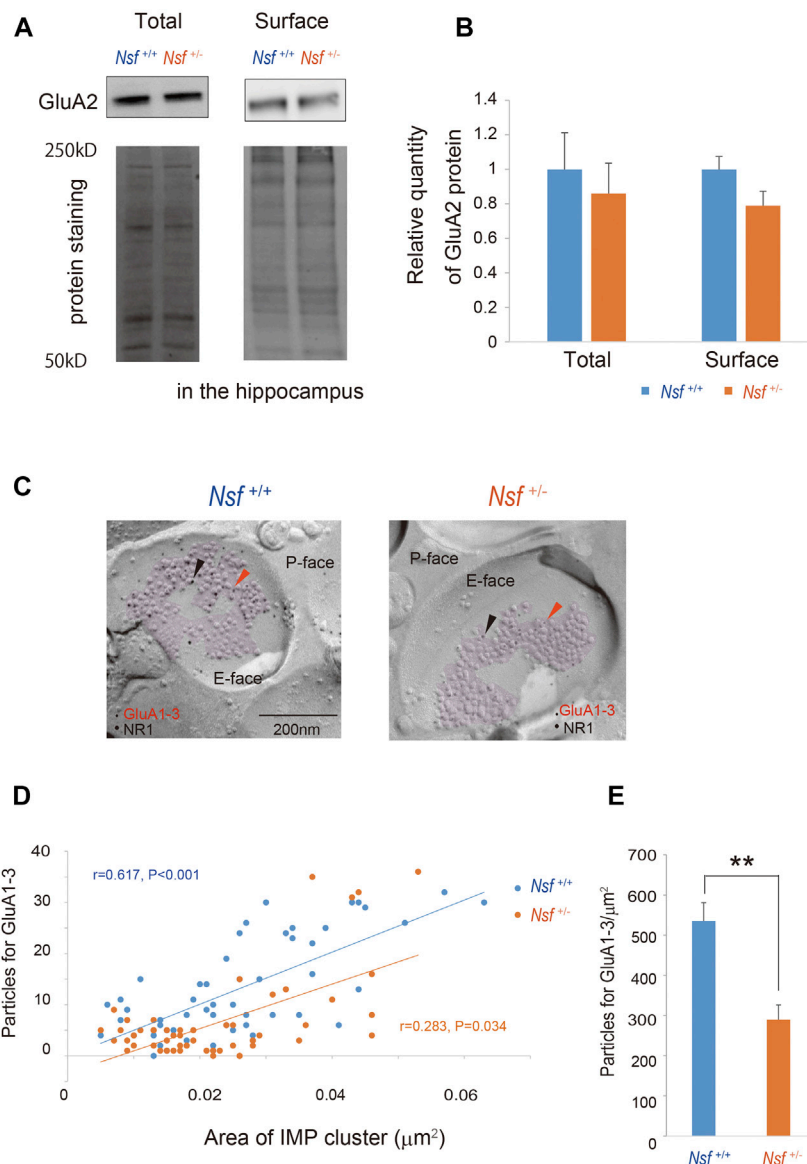 A
Total
Surface
Nsf +/+ Nsf +/-
Nsf +/+ Nsf +/-
GluA2
250kD
protein staining
50kD
in the hippocampus
B
1.4
1.2
1
0.8
0.6
0.4
0.2
0
Relative quantity
of GluA2 protein
Total
Surface
Nsf +/+
Nsf +/-
C
Nsf +/+
Nsf +/-
P-face
E-face
GluA1-3
NR1
200nm
P-face
E-face
GluA1-3
NR1
D
Particles for GluA1-3
40
30
20
10
0
r=0.617, P<0.001
Nsf +/+
Nsf +/-
r=0.283, P=0.034
0
0.02
0.04
0.06
Area of IMP cluster (μm²)
E
Particles for GluA1-3/μm²
700
600
500
400
300
200
100
0
**
Nsf +/+
Nsf +/-